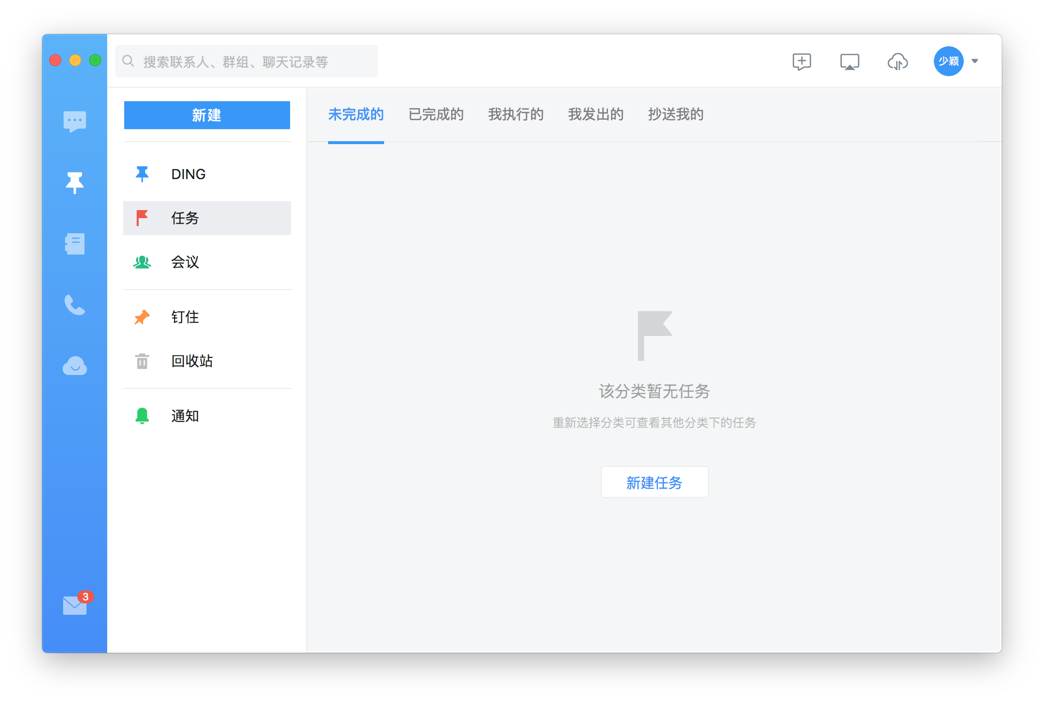 搜索联系人、群组、聊天记录等
少颖
新建
未完成的 已完成的 我执行的 我发出的 抄送我的
DING
任务
会议
钉住
回收站
通知
该分类暂无任务
重新选择分类可查看其他分类下的任务
新建任务
3